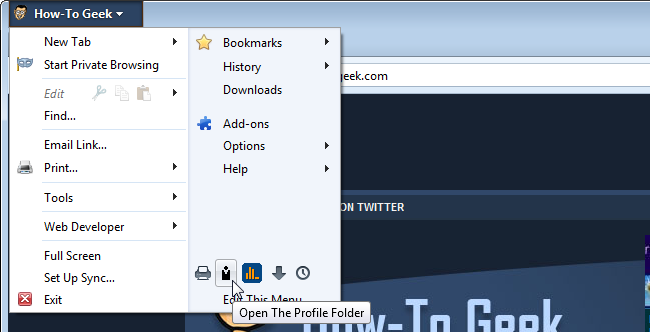 How-To Geek
New Tab
Start Private Browsing
Edit
Find...
Email Link...
Print...
Tools
Web Developer
Full Screen
Set Up Sync...
Exit
Bookmarks
History
Downloads
Add-ons
Options
Help
Edit This Menu
Open The Profile Folder
geek.com
ON TWITTER
How-To Geek